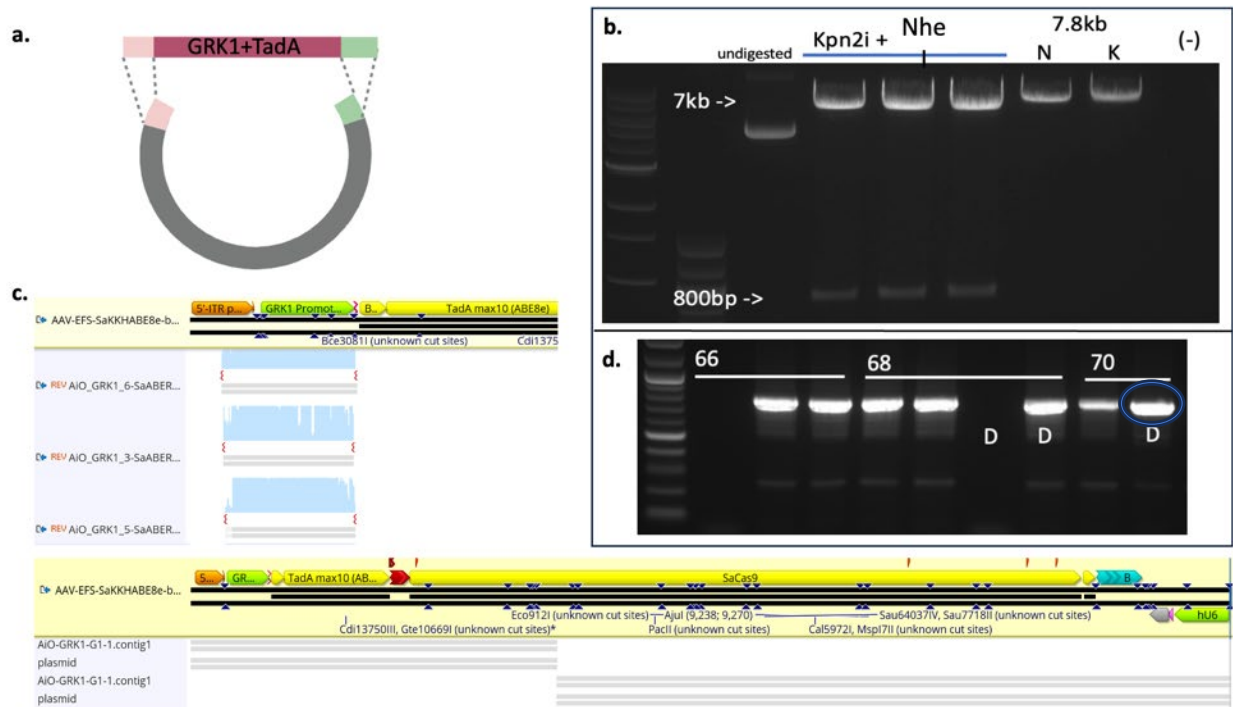 a.
GRK1+TadA
b.
undigested
Kpn2i +
Nhe
7.8kb
N
K
(-)
7kb ->
800bp ->
c.
5'-ITR p...
GRK1 Promot...
B...
TadA max10 (ABE8e)
AAV-EFS-SaKKHABE8e-b...
Bce3081I (unknown cut sites)
Cdi1375
REV AiO_GRK1_6-SaABER...
REV AiO_GRK1_3-SaABER...
REV AiO_GRK1_5-SaABER...
d.
66
68
70
D
D
D
5...
GR...
TadA max10 (AB...
SaCas9
B
AAV-EFS-SaKKHABE8e-b...
hU6
Eco912I (unknown cut sites)
AjuI (9,238; 9,270)
Sau64037IV, Sau7718II (unknown cut sites)
Cdi13750III, Gte10669I (unknown cut sites)*
PacII (unknown cut sites)
Cal5972I, Msp17II (unknown cut sites)
AiO-GRK1-G1-1.contig1
plasmid
AiO-GRK1-G1-1.contig1
plasmid